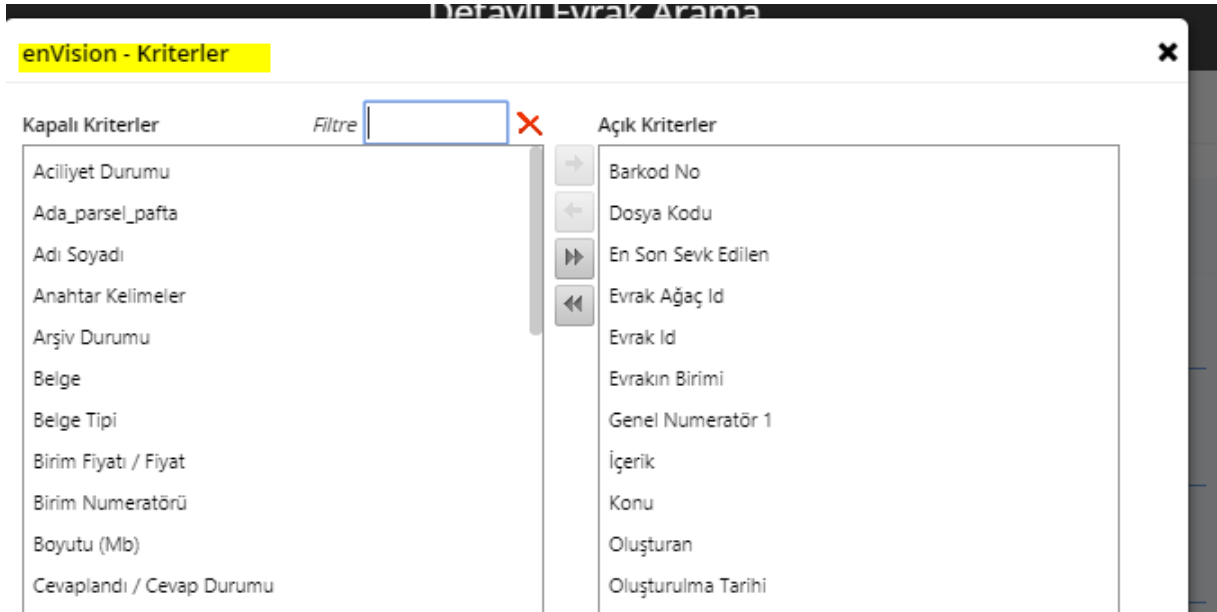 Detaylı Evrak Arama
enVision - Kriterler
Kapalı Kriterler
Filtre
Açık Kriterler
Aciliyet Durumu
Ada_parsel_pafta
Adı Soyadı
Anahtar Kelimeler
Arşiv Durumu
Belge
Belge Tipi
Birim Fiyatı / Fiyat
Birim Numeratörü
Boyutu (Mb)
Cevaplandı / Cevap Durumu
Barkod No
Dosya Kodu
En Son Sevk Edilen
Evrak Ağaç Id
Evrak Id
Evrakın Birimi
Genel Numeratör 1
İçerik
Konu
Oluşturan
Oluşturulma Tarihi